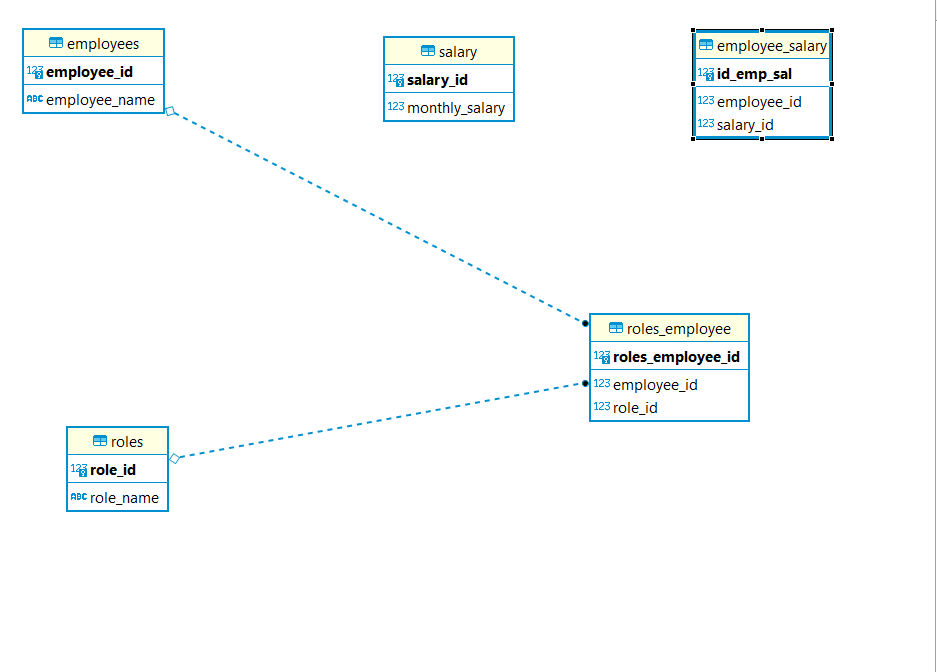 employees
123 employee_id
ABC employee_name
salary
123 salary_id
123 monthly_salary
employee_salary
123 id_emp_sal
123 employee_id
123 salary_id
roles_employee
123 roles_employee_id
123 employee_id
123 role_id
roles
123 role_id
ABC role_name